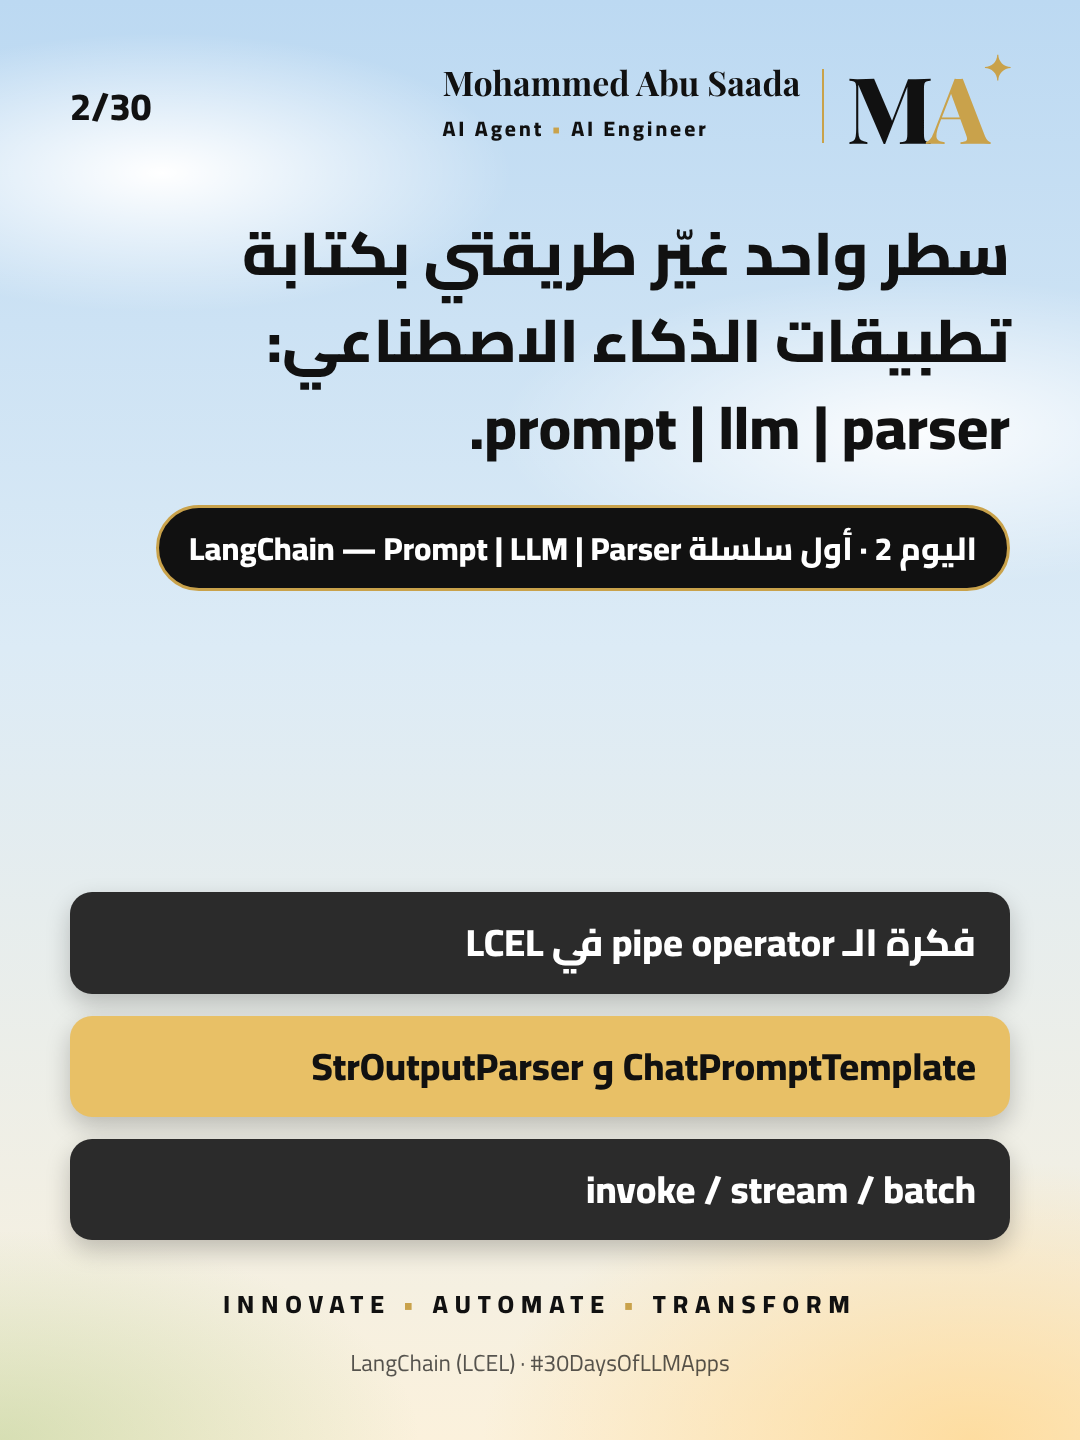 2/30
Mohammed Abu Saada
AI Agent ▪ AI Engineer
MA
سطر واحد غيّر طريقتي بكتابة
تطبيقات الذكاء الاصطناعي:
prompt | llm | parser.
اليوم 2 · أول سلسلة LangChain — Prompt | LLM | Parser
فكرة الـ pipe operator في LCEL
ChatPromptTemplate و StrOutputParser
invoke / stream / batch
INNOVATE ▪ AUTOMATE ▪ TRANSFORM
LangChain (LCEL) · #30DaysOfLLMApps